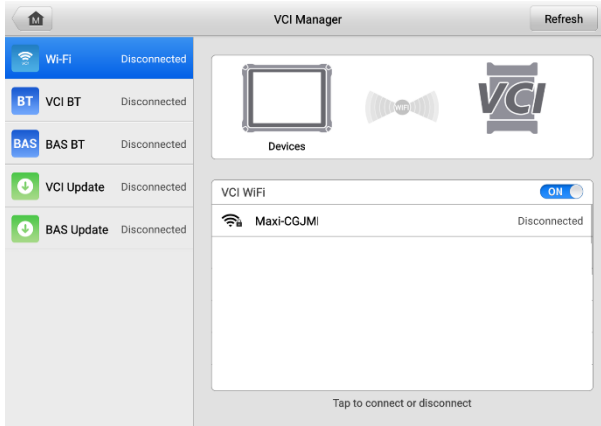 M
VCI Manager
Refresh
Wi-Fi Disconnected
BT VCI BT Disconnected
BAS BAS BT Disconnected
VCI Update Disconnected
BAS Update Disconnected
WiFi
VCI
Devices
VCI WiFi ON
Maxi-CGJM Disconnected
Tap to connect or disconnect